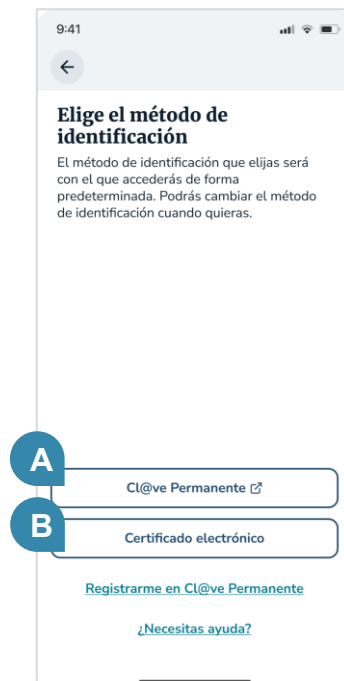 9:41
Elige el método de
identificación
El método de identificación que elijas será
con el que accederás de forma
predeterminada. Podrás cambiar el método
de identificación cuando quieras.
A
Cl@ve Permanente
B
Certificado electrónico
Registrarme en Cl@ve Permanente
¿Necesitas ayuda?